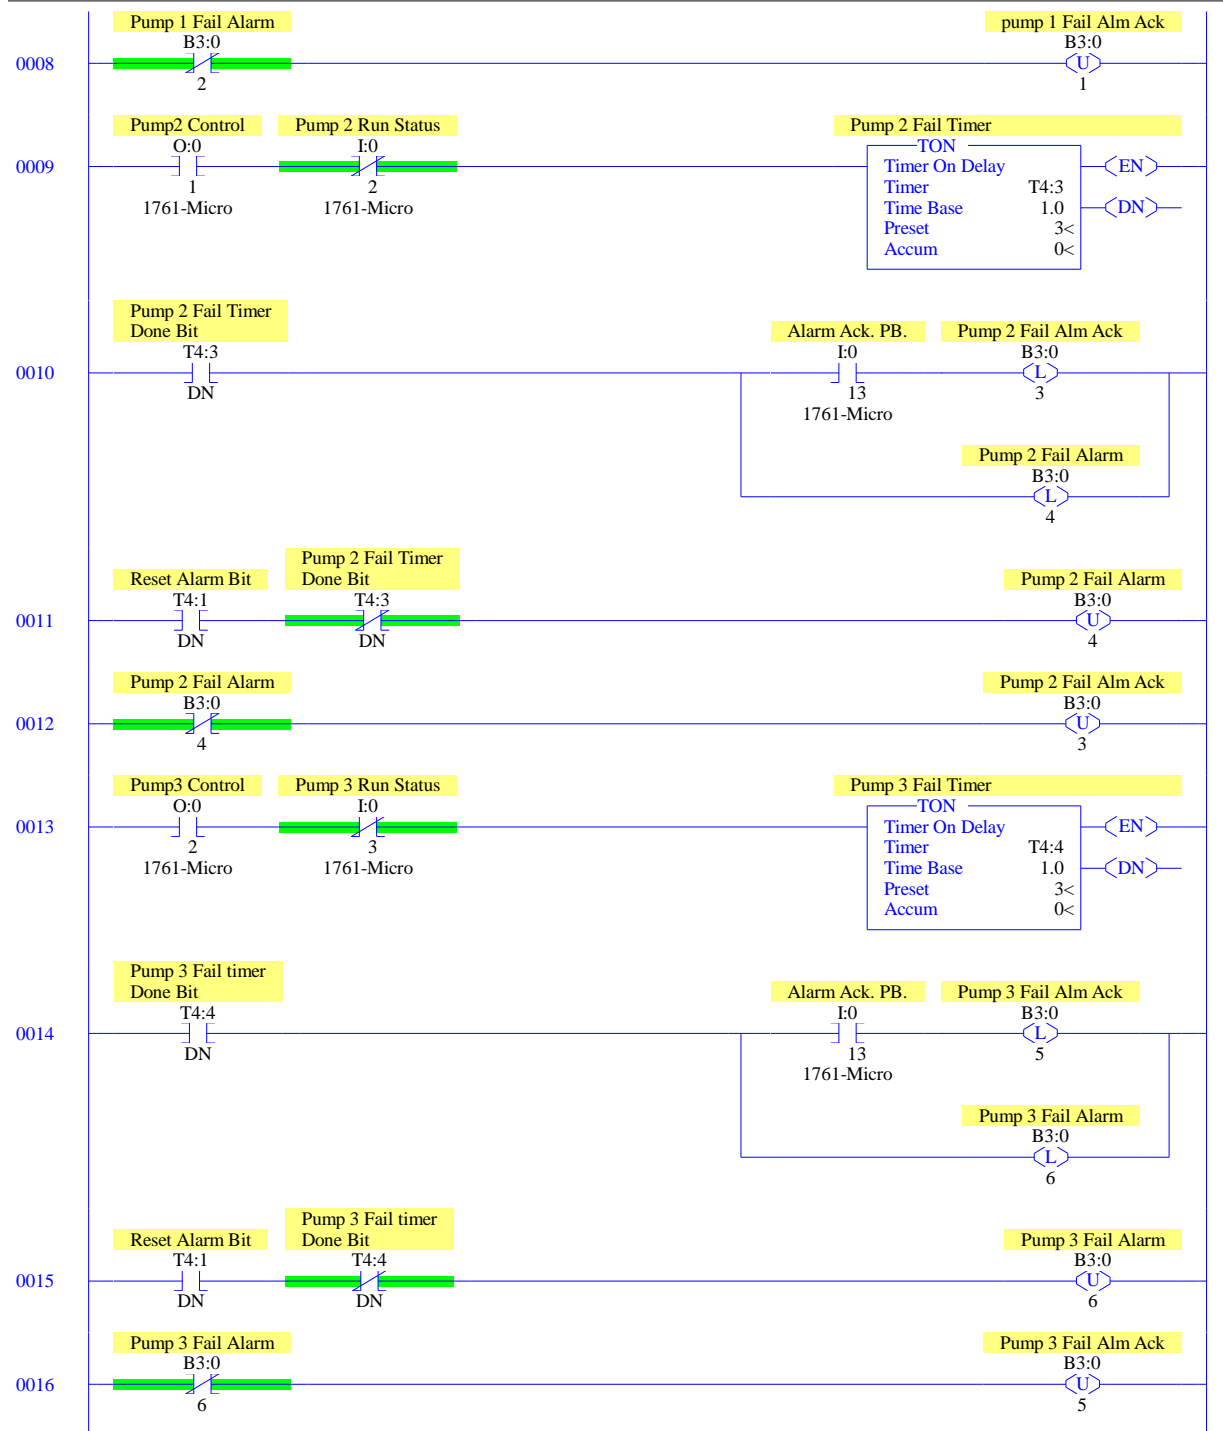 Pump 1 Fail Alarm
pump 1 Fail Alm Ack
B3:0
B3:0
0008
U
2
1
Pump2 Control
Pump 2 Run Status
Pump 2 Fail Timer
O:0
I:0
TON
0009
Timer On Delay
EN
1
2
Timer T4:3
1761-Micro
1761-Micro
Time Base 1.0
DN
Preset 3<
Accum 0<
Pump 2 Fail Timer
Done Bit
Alarm Ack. PB.
Pump 2 Fail Alm Ack
T4:3
I:0
B3:0
0010
L
DN
13
3
1761-Micro
Pump 2 Fail Alarm
B3:0
L
4
Pump 2 Fail Timer
Reset Alarm Bit
Done Bit
Pump 2 Fail Alarm
T4:1
T4:3
B3:0
0011
U
DN
DN
4
Pump 2 Fail Alarm
Pump 2 Fail Alm Ack
B3:0
B3:0
0012
U
4
3
Pump3 Control
Pump 3 Run Status
Pump 3 Fail Timer
O:0
I:0
TON
0013
Timer On Delay
EN
2
3
Timer T4:4
1761-Micro
1761-Micro
Time Base 1.0
DN
Preset 3<
Accum 0<
Pump 3 Fail timer
Done Bit
Alarm Ack. PB.
Pump 3 Fail Alm Ack
T4:4
I:0
B3:0
0014
L
DN
13
5
1761-Micro
Pump 3 Fail Alarm
B3:0
L
6
Pump 3 Fail timer
Reset Alarm Bit
Done Bit
Pump 3 Fail Alarm
T4:1
T4:4
B3:0
0015
U
DN
DN
6
Pump 3 Fail Alarm
Pump 3 Fail Alm Ack
B3:0
B3:0
0016
U
6
5